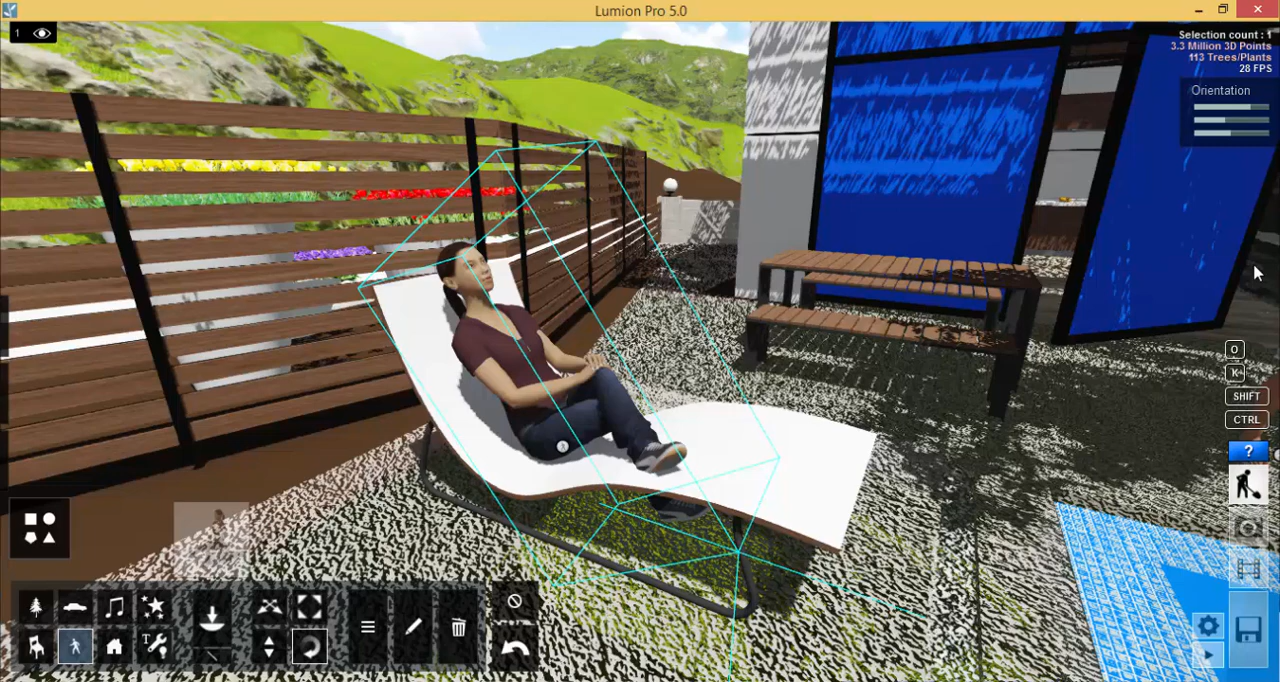 Lumion Pro 5.0
1
Selection count : 1
3.3 Million 3D Points
113 Trees/Plants
28 FPS
Orientation
O
K
SHIFT
CTRL
?
T